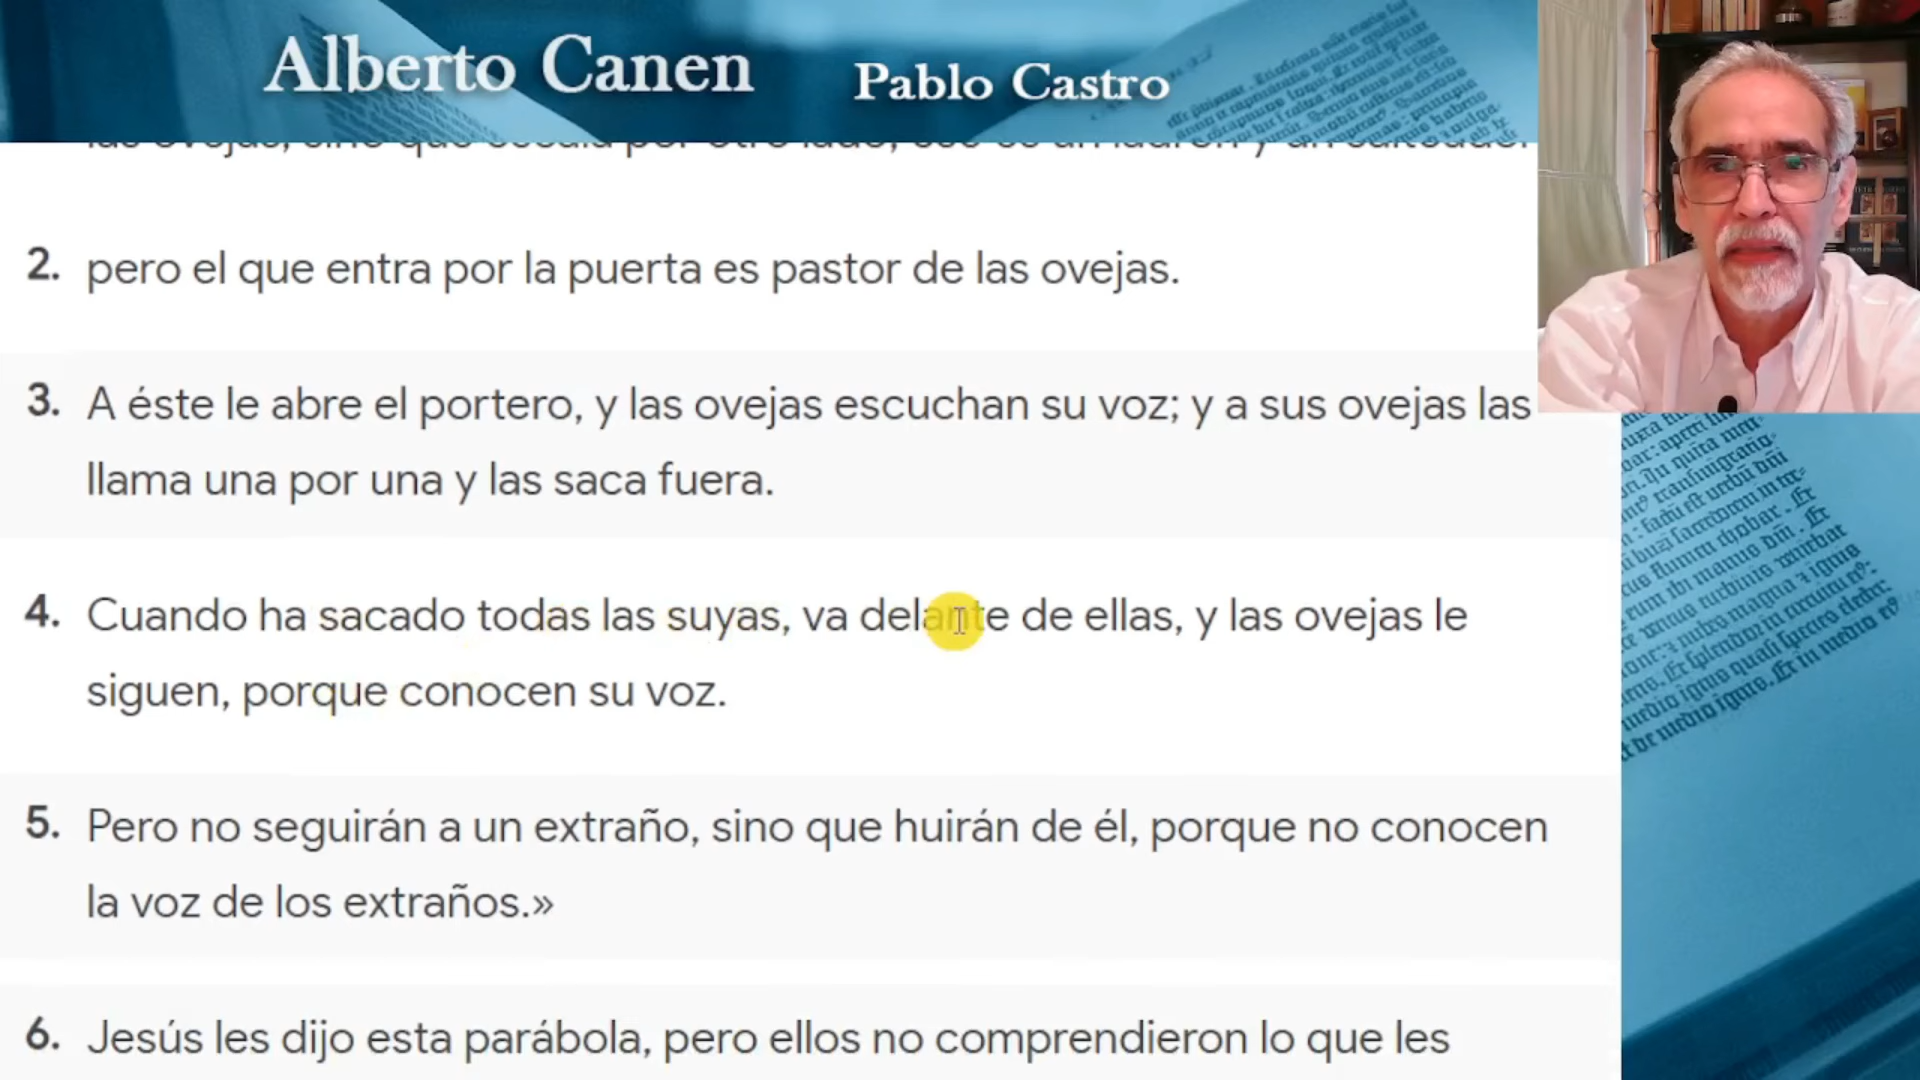 Alberto Canen
Pablo Castro
2. pero el que entra por la puerta es pastor de las ovejas.
3. A éste le abre el portero, y las ovejas escuchan su voz; y a sus ovejas las
llama una por una y las saca fuera.
4. Cuando ha sacado todas las suyas, va delante de ellas, y las ovejas le
siguen, porque conocen su voz.
5. Pero no seguirán a un extraño, sino que huirán de él, porque no conocen
la voz de los extraños.»
6. Jesús les dijo esta parábola, pero ellos no comprendieron lo que les